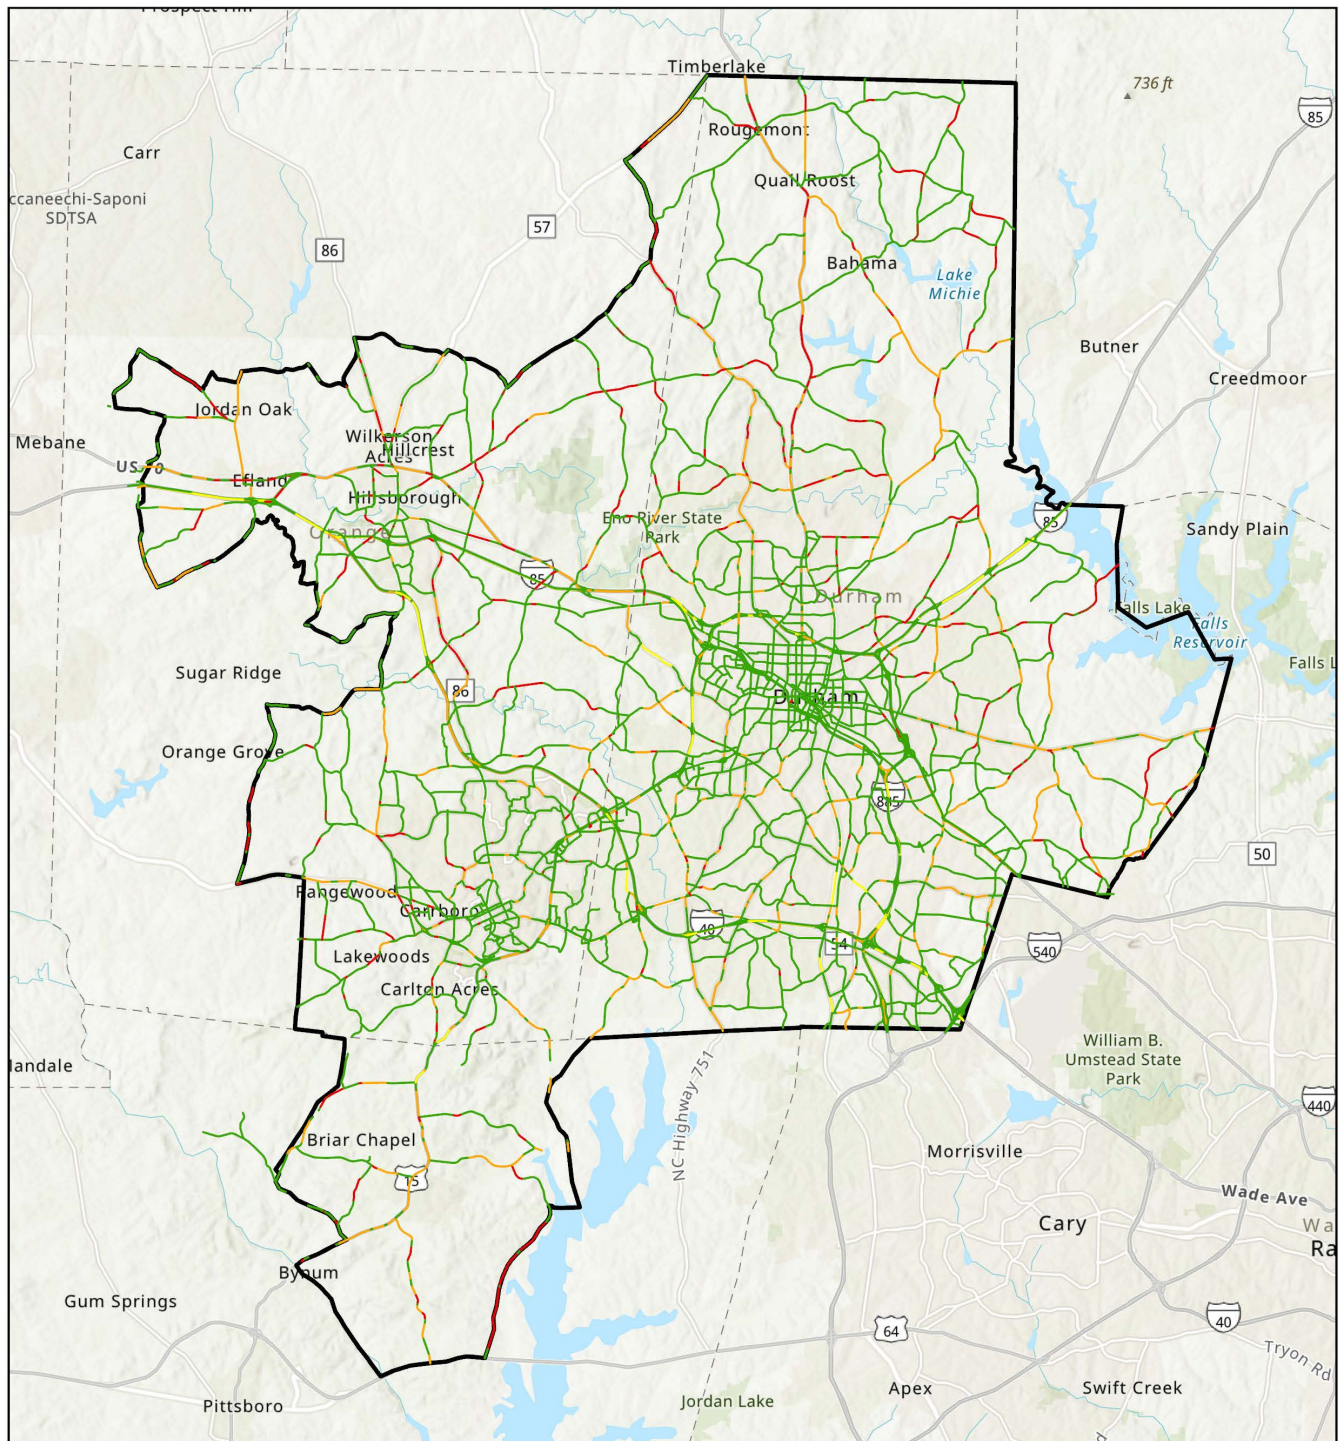 Prospect Hill
Timberlake
736 ft
85
Rougemont
Carr
Quail Roost
ccaneechi-Saponi
SDTSA
57
86
Bahama
Lake
Michie
Butner
Creedmoor
Jordan Oak
Mebane
Wilkerson
Acres
Hillcrest
US 70
Efland
Hillsborough
Orange
Eno River State
Park
85
Sandy Plain
85
Durham
Falls Lake
Falls
Reservoir
Falls L
Sugar Ridge
86
Durham
Orange Grove
885
50
Rangewood
Carrboro
40
54
540
Lakewoods
Carlton Acres
William B.
Umstead State
Park
landale
NC Highway 751
440
Briar Chapel
Morrisville
15
Wade Ave
Cary
Wa
Ra
Bynum
Gum Springs
64
40
Tryon Rd
Apex
Swift Creek
Jordan Lake
Pittsboro